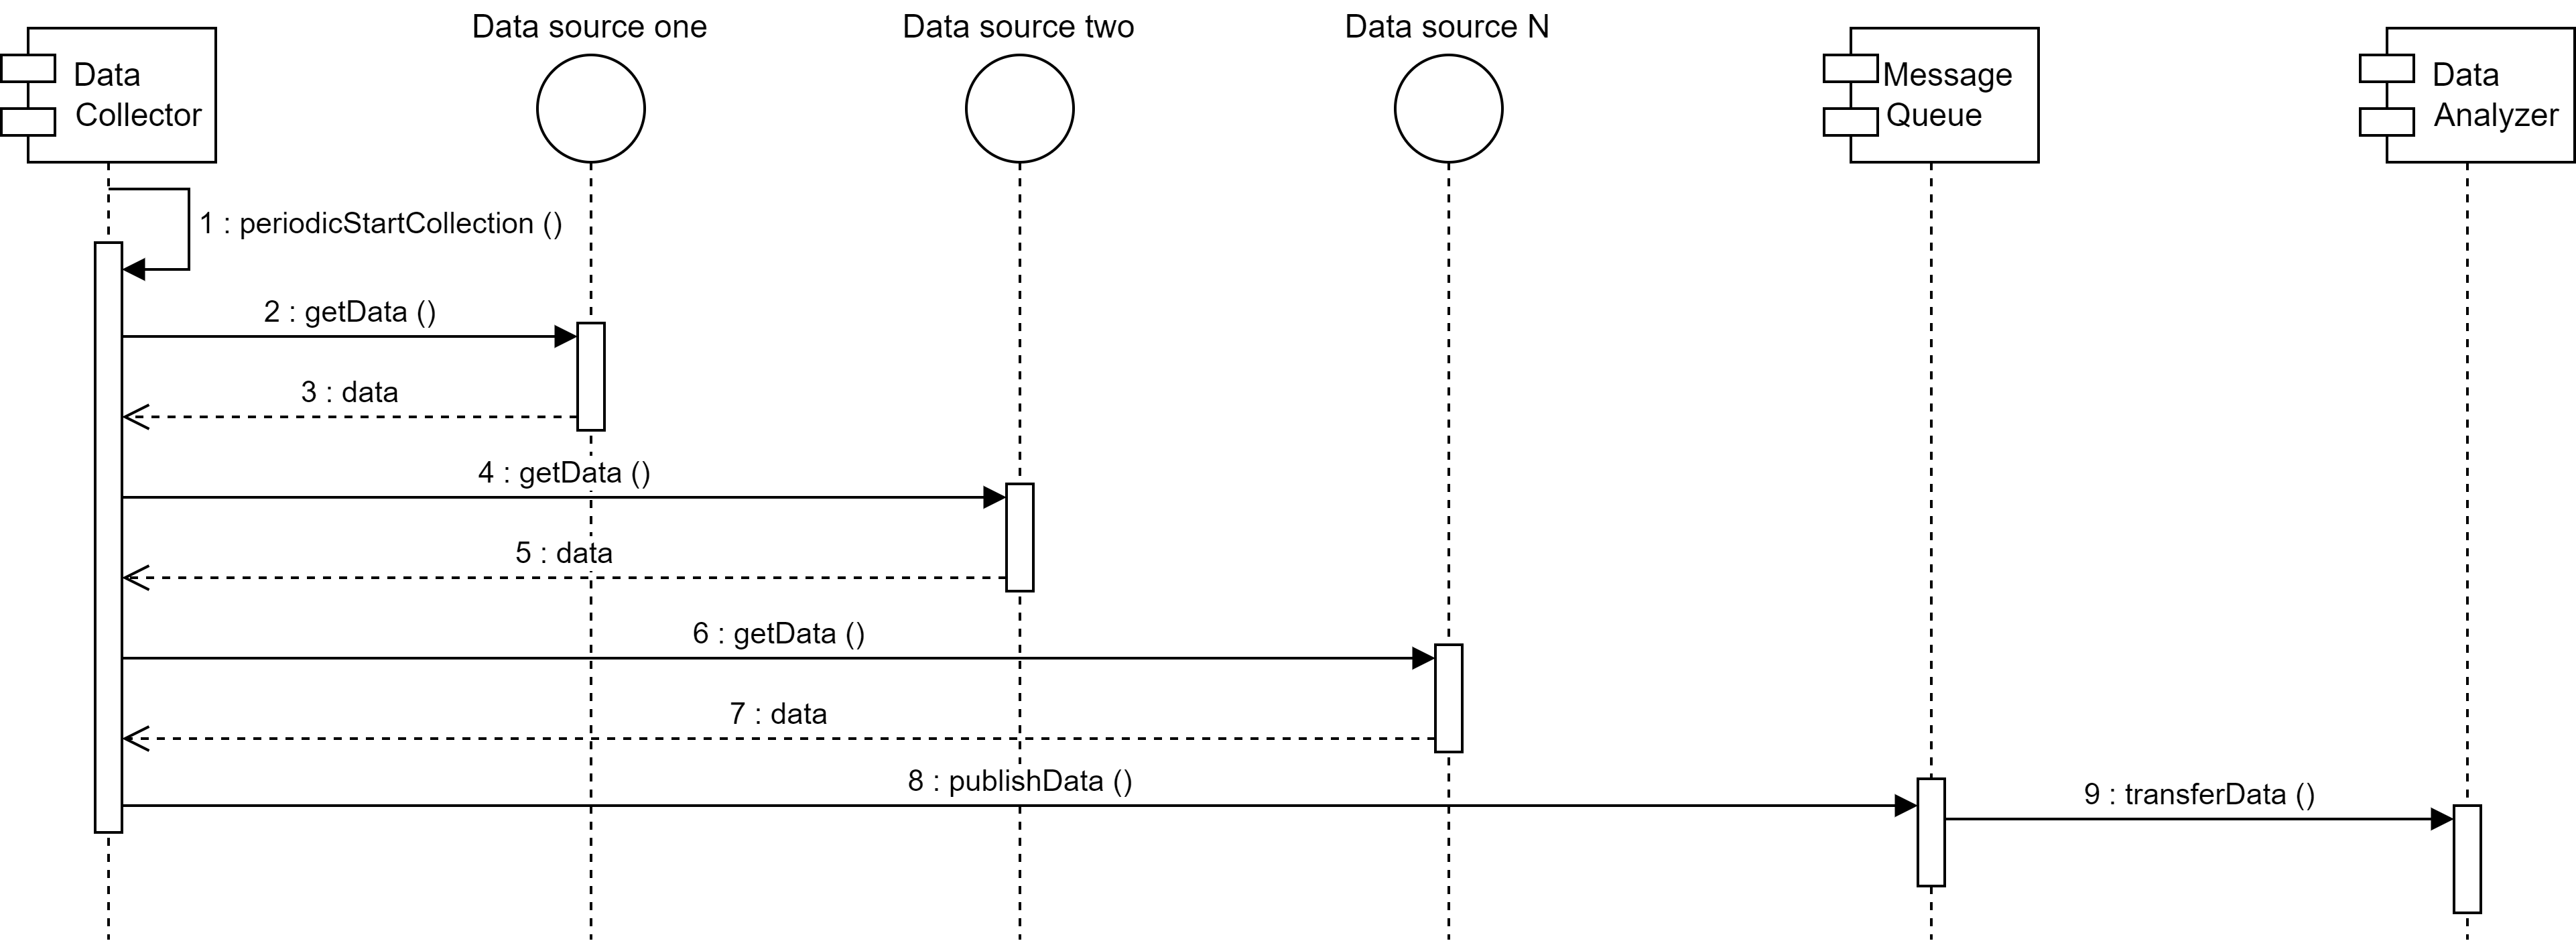 Data source one
Data source two
Data source N
Data
Collector
Message
Queue
Data
Analyzer
1 : periodicStartCollection ()
2 : getData ()
3 : data
4 : getData ()
5 : data
6 : getData ()
7 : data
8 : publishData ()
9 : transferData ()